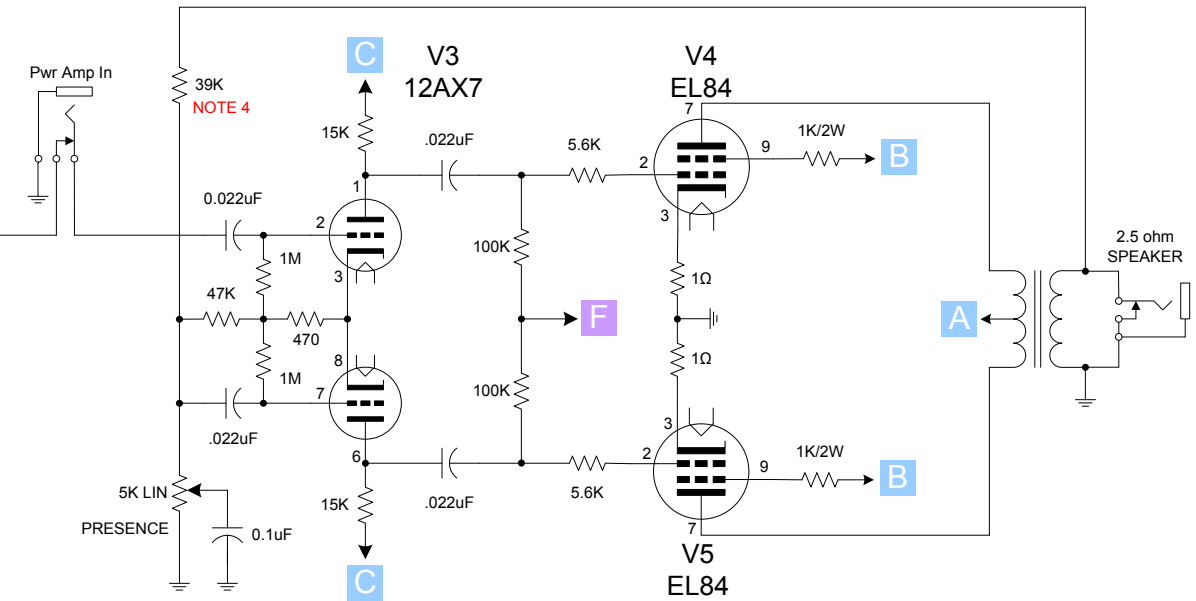 Pwr Amp In
39K
NOTE 4
C
V3
12AX7
V4
EL84
7
15K
.022uF
5.6K
1K/2W
9
B
2
1
3
0.022uF
2
1M
3
100K
1Ω
2.5 ohm
SPEAKER
47K
470
F
A
8
1M
7
100K
1Ω
.022uF
3
1K/2W
6
2
9
B
5K LIN
PRESENCE
15K
.022uF
5.6K
0.1uF
7
C
V5
EL84